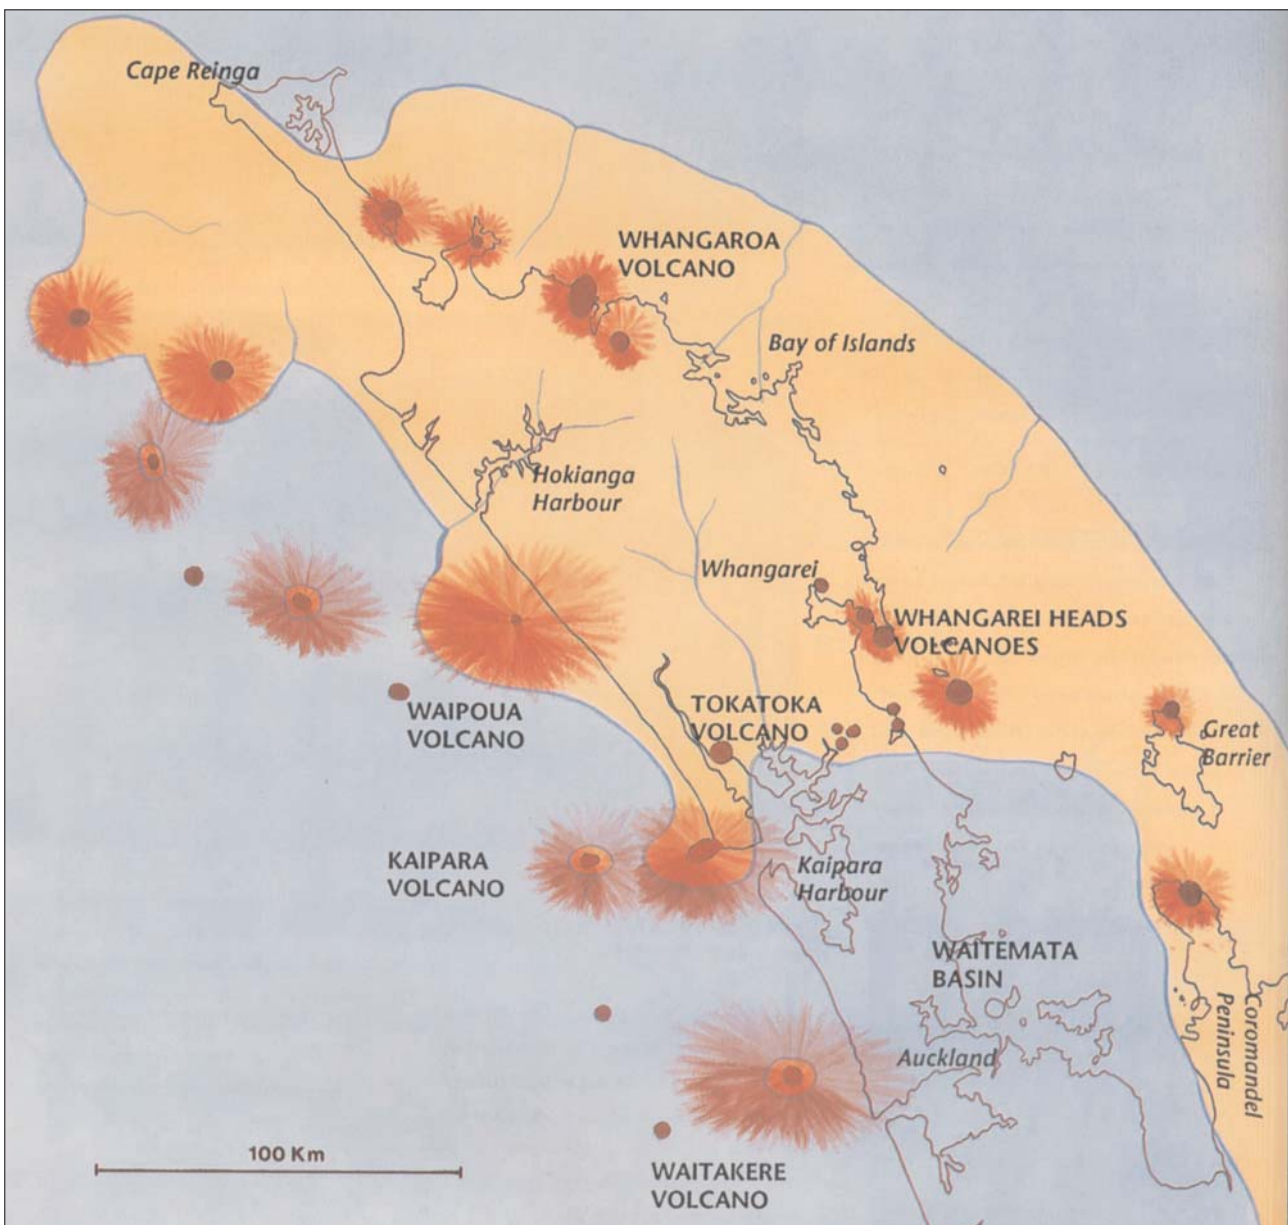 Cape Reinga
WHANGAROA
VOLCANO
Bay of Islands
Hokianga
Harbour
Whangarei
WHANGAREI HEADS
VOLCANOES
WAIPOUA
VOLCANO
TOKATOKA
VOLCANO
Great
Barrier
KAIPARA
VOLCANO
Kaipara
Harbour
WAITEMATA
BASIN
Coromandel
Peninsula
Auckland
100 Km
WAITAKERE
VOLCANO